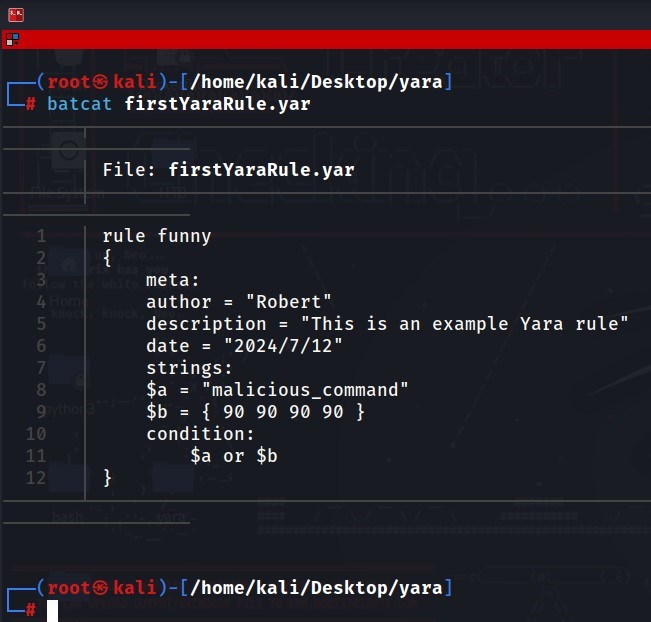 (root㉿kali)-[/home/kali/Desktop/yara]
# batcat firstYaraRule.yar
File: firstYaraRule.yar
1 rule funny
2 {
3     meta:
4     author = "Robert"
5     description = "This is an example Yara rule"
6     date = "2024/7/12"
7     strings:
8     $a = "malicious_command"
9     $b = { 90 90 90 90 }
10     condition:
11         $a or $b
12 }
(root㉿kali)-[/home/kali/Desktop/yara]
#